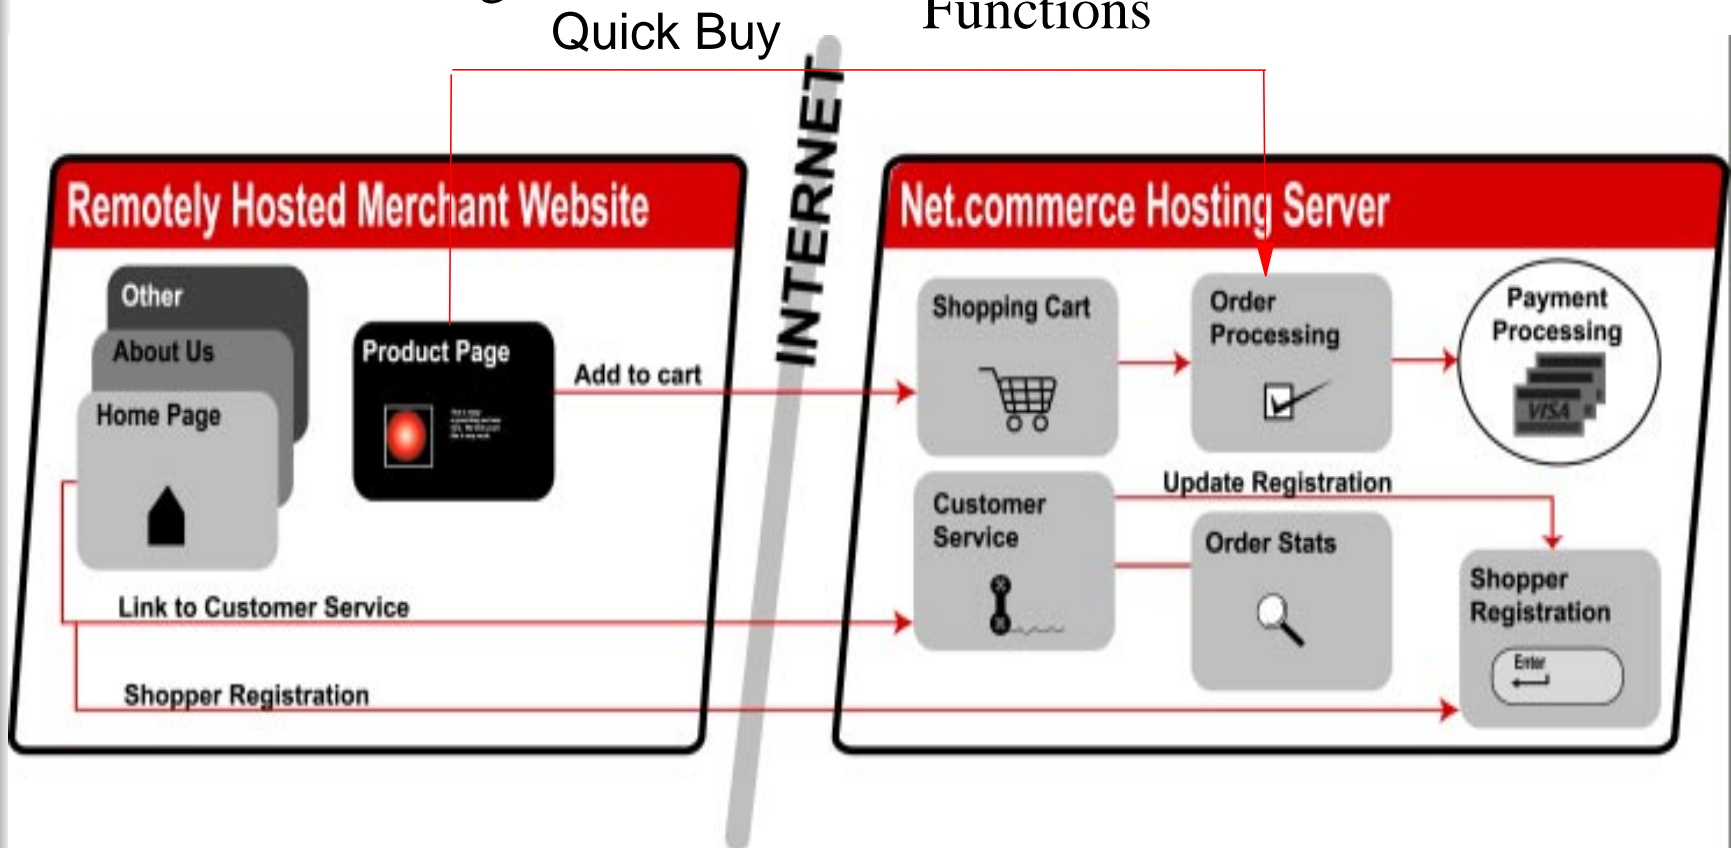 Functions
Quick Buy
INTERNET
Remotely Hosted Merchant Website
Other
About Us
Home Page
Product Page
Add to cart
Link to Customer Service
Shopper Registration
Net.commerce Hosting Server
Shopping Cart
Order
Processing
Payment
Processing
VISA
Customer
Service
Update Registration
Order Stats
Shopper
Registration
Enter